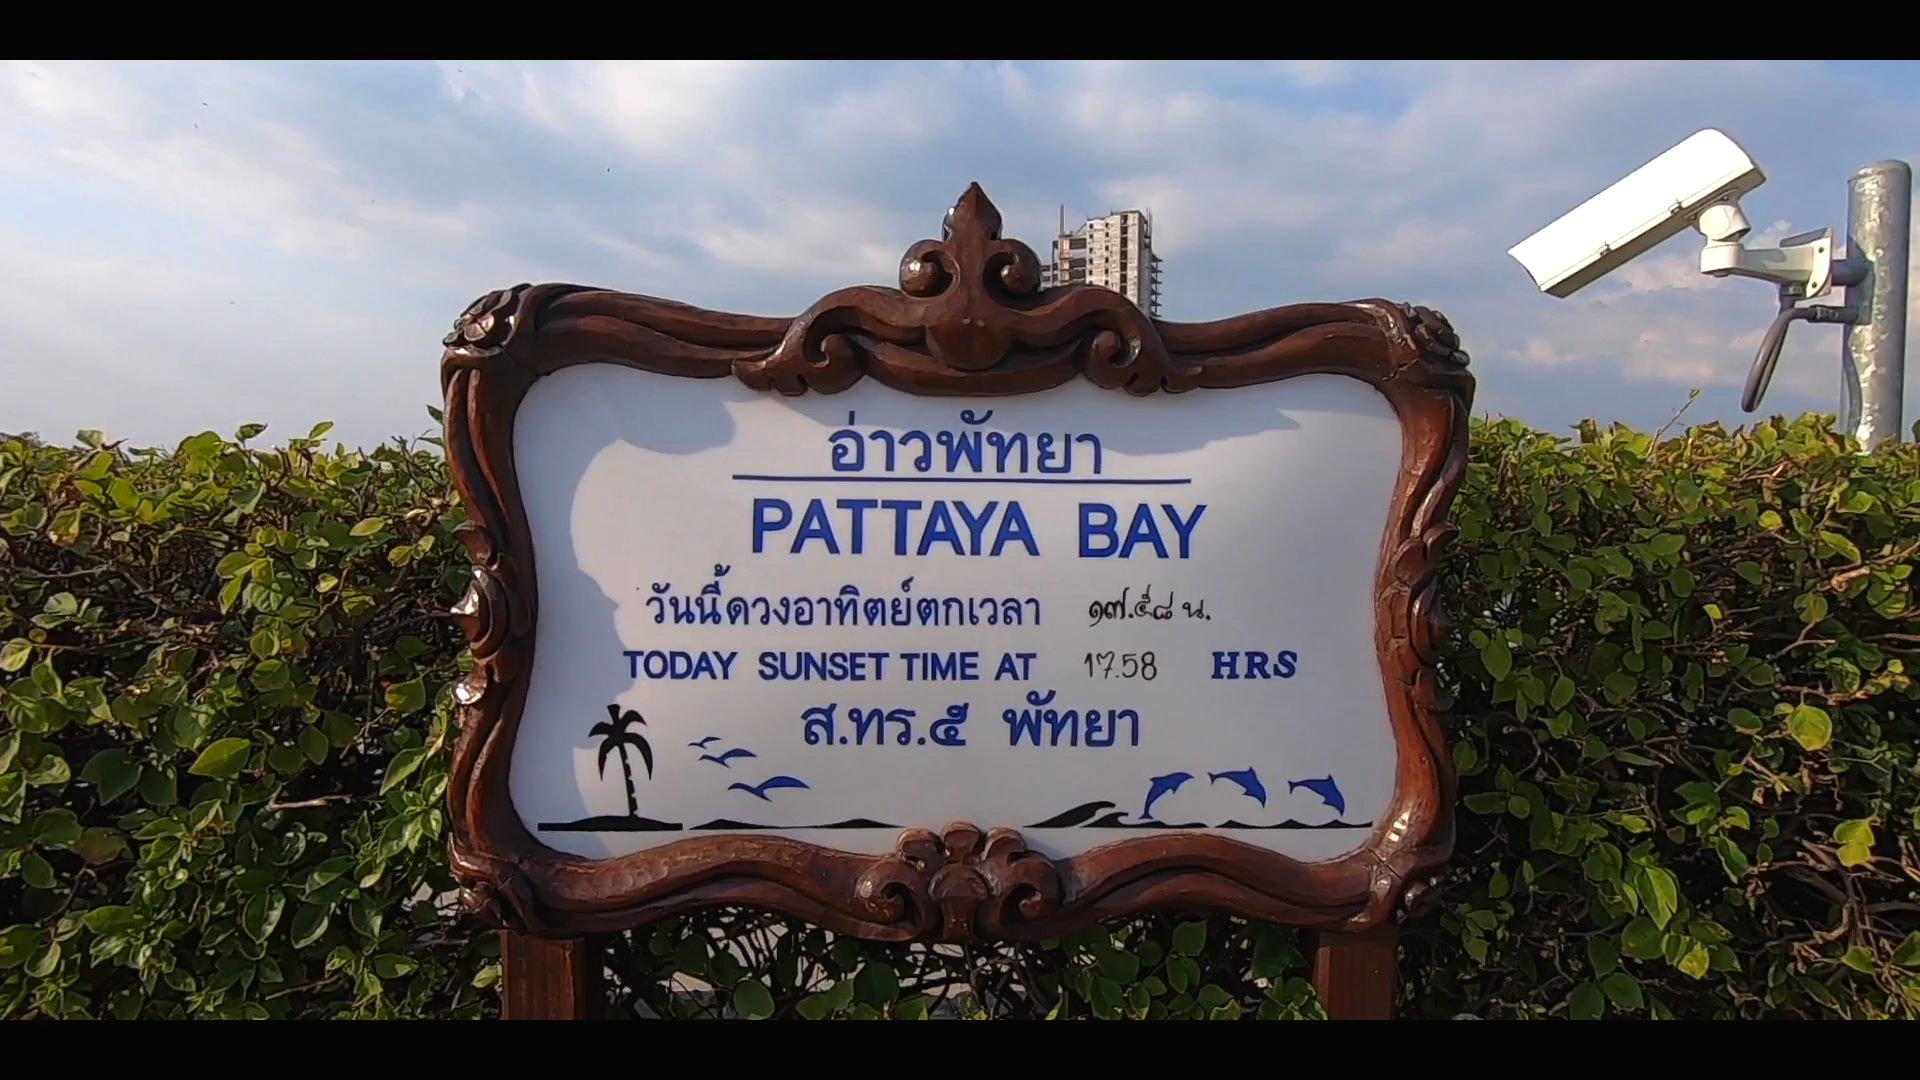 อ่าวพัทยา
PATTAYA BAY
วันนี้ดวงอาทิตย์ตกเวลา ๑๗.๕๘ น.
TODAY SUNSET TIME AT 17.58 HRS
ส.ทร.๕ พัทยา